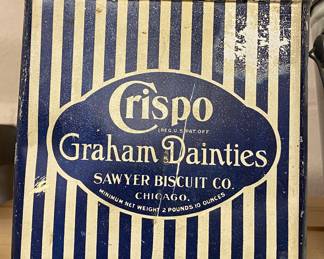 Crispo
(REG.U.S.PAT.OFF.
Graham Dainties
SAWYER BISCUIT CO.
CHICAGO.
MINIMUM NET WEIGHT 2 POUNDS 10 OUNCES